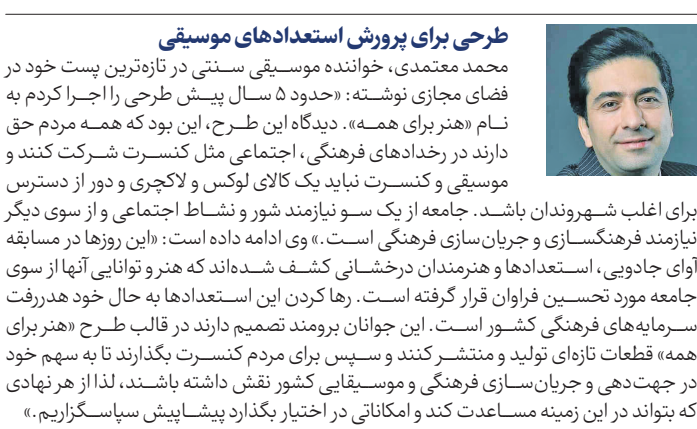 طرحی برای پرورش استعدادهای موسیقی
محمد معتمدی، خواننده موسیقی سنتی در تازه‌ترین پست خود در
فضای مجازی نوشته: «حدود ۵ سال پیش طرحی را اجرا کردم به
نام «هنر برای همه». دیدگاه این طرح، این بود که همه مردم حق
دارند در رخدادهای فرهنگی، اجتماعی مثل کنسرت شرکت کنند و
موسیقی و کنسرت نباید یک کالای لوکس و لاکچری و دور از دسترس
برای اغلب شهروندان باشد. جامعه از یک سو نیازمند شور و نشاط اجتماعی و از سوی دیگر
نیازمند فرهنگسازی و جریان‌سازی فرهنگی است.» وی ادامه داده است: «این روزها در مسابقه
آوای جادویی، استعدادها و هنرمندان درخشانی کشف شده‌اند که هنر و توانایی آنها از سوی
جامعه مورد تحسین فراوان قرار گرفته است. رها کردن این استعدادها به حال خود هدررفت
سرمایه‌های فرهنگی کشور است. این جوانان برومند تصمیم دارند در قالب طرح «هنر برای
همه» قطعات تازه‌ای تولید و منتشر کنند و سپس برای مردم کنسرت بگذارند تا به سهم خود
در جهت‌دهی و جریان‌سازی فرهنگی و موسیقایی کشور نقش داشته باشند، لذا از هر نهادی
که بتواند در این زمینه مساعدت کند و امکاناتی در اختیار بگذارد پیشاپیش سپاسگزاریم.»